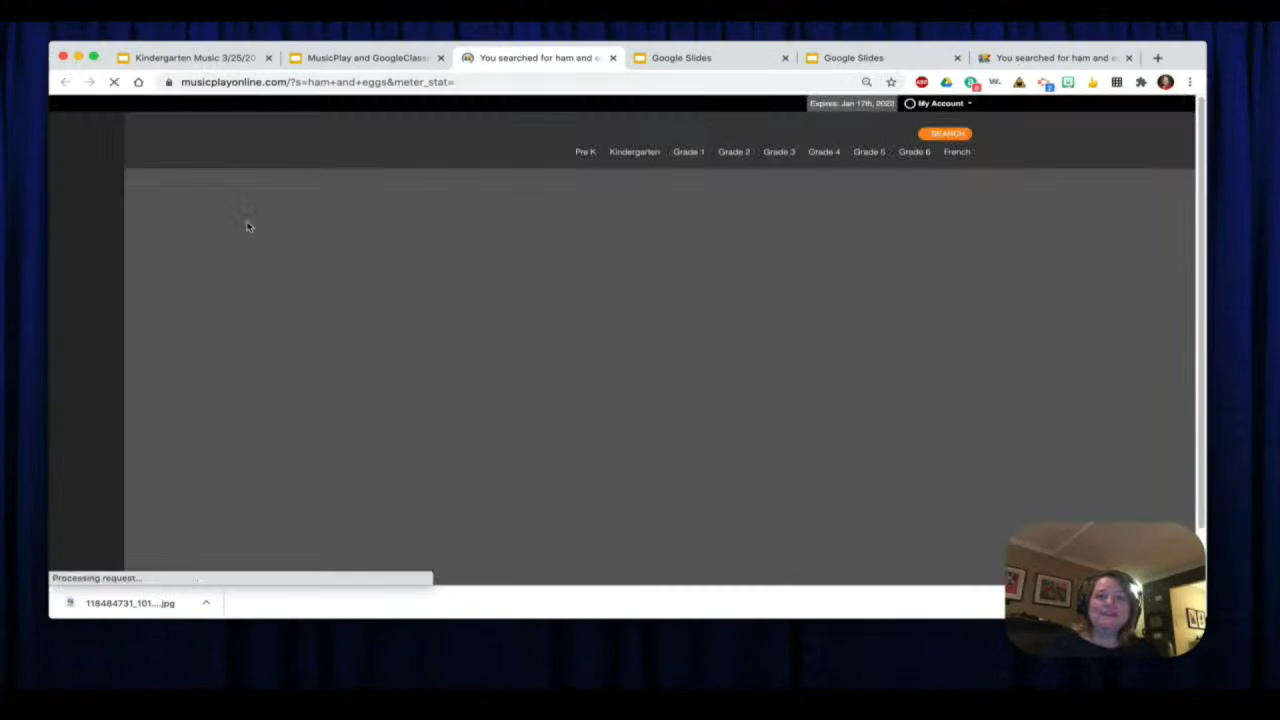 Kindergarten Music 3/25/20
MusicPlay and GoogleClass
You searched for ham and e
Google Slides
Google Slides
You searched for ham and e
musicplayonline.com/?s=ham+and+eggs&meter_stat=
Expires: Jan 17th, 2022
My Account
SEARCH
Pre K Kindergarten Grade 1 Grade 2 Grade 3 Grade 4 Grade 5 Grade 6 French
Processing request...
118484731_101....jpg